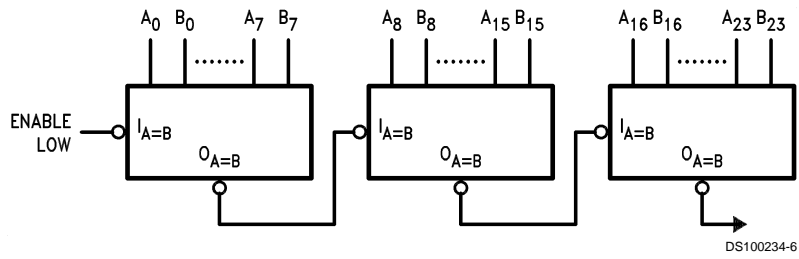 A0 B0 ........ A7 B7 A8 B8 ........ A15 B15 A16 B16 ........ A23 B23
ENABLE LOW
IA=B IA=B IA=B
OA=B OA=B OA=B
DS100234-6